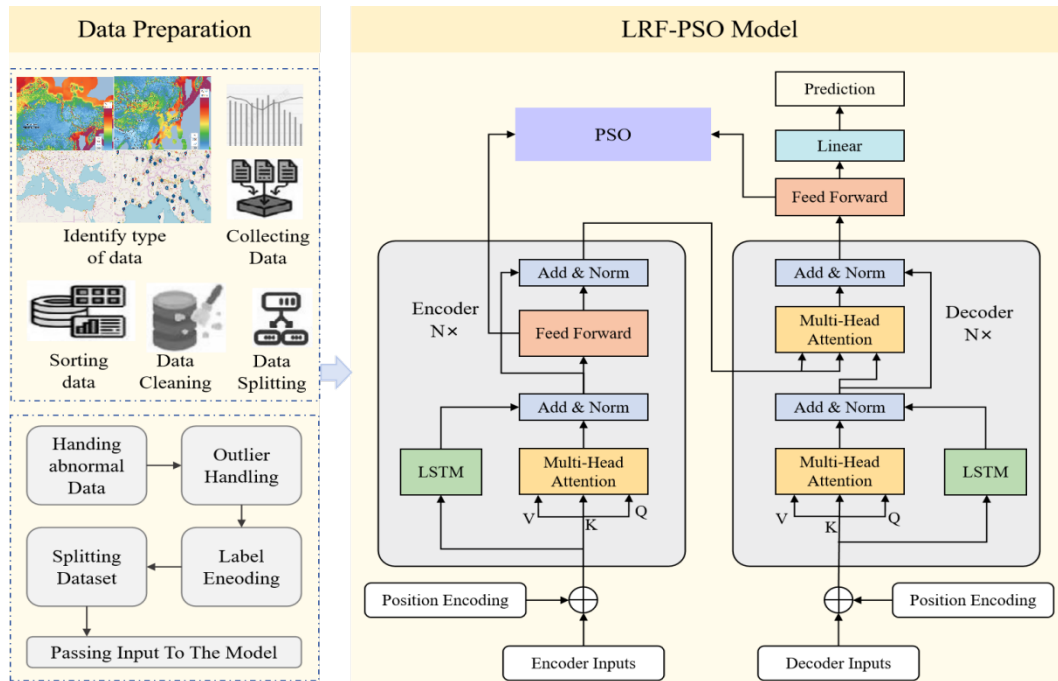 Data Preparation
Identify type
of data
Collecting
Data
Sorting
data
Data
Cleaning
Data
Splitting
Handing
abnormal
Data
Outlier
Handling
Splitting
Dataset
Label
Eneoding
Passing Input To The Model
LRF-PSO Model
Prediction
PSO
Linear
Feed Forward
Encoder
N×
Add & Norm
Feed Forward
Add & Norm
LSTM
Multi-Head
Attention
V
K
Q
Position Encoding
Encoder Inputs
Add & Norm
Decoder
N×
Multi-Head
Attention
Add & Norm
Multi-Head
Attention
LSTM
V
K
Q
Position Encoding
Decoder Inputs